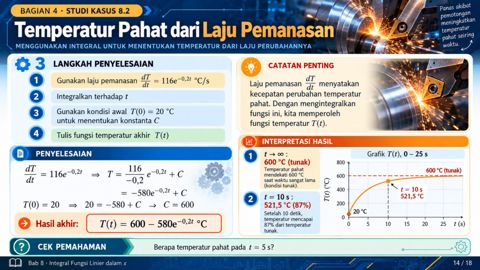 BAGIAN 4 - STUDI KASUS 8.2
Temperatur Pahat dari Laju Pemanasan
MENGGUNAKAN INTEGRAL UNTUK MENENTUKAN TEMPERATUR DARI LAJU PERUBAHANNYA
Panas akibat
pemotongan
meningkatkan
temperatur
pahat seiring
waktu.
3 LANGKAH PENYELESAIAN
1 Gunakan laju pemanasan dT/dt = 116e^{-0,2t} °C/s
2 Integralkan terhadap t
3 Gunakan kondisi awal T(0) = 20 °C
untuk menentukan konstanta C
4 Tulis fungsi temperatur akhir T(t)
PENYELESAIAN
dT/dt = 116e^{-0,2t} ⇒ T = 116/-0,2 e^{-0,2t} + C
= -580e^{-0,2t} + C
T(0) = 20 ⇒ 20 = -580 + C → C = 600
Hasil akhir: T(t) = 600 − 580e^{-0,2t} °C
CATATAN PENTING
Laju pemanasan dT/dt menyatakan
kecepatan perubahan temperatur
pahat. Dengan mengintegralkan
fungsi ini, kita memperoleh
fungsi temperatur T(t).
INTERPRETASI HASIL
1 t → ∞ :
600 °C (tunak)
Temperatur pahat
mendekati 600 °C
saat waktu sangat lama
(kondisi tunak).
2 t = 10 s :
521,5 °C (87%)
Setelah 10 detik,
temperatur mencapai
87% dari temperatur
tunak.
Grafik T(t), 0 – 25 s
T(t) (°C)
800
600
400
200
0
600 °C (tunak)
t = 10 s
521,5 °C (87%)
20 °C
0 5 10 15 20 25 t (s)
? CEK PEMAHAMAN
Berapa temperatur pahat pada t = 5 s?
Bab 8 - Integral Fungsi Linier dalam x
14 / 18